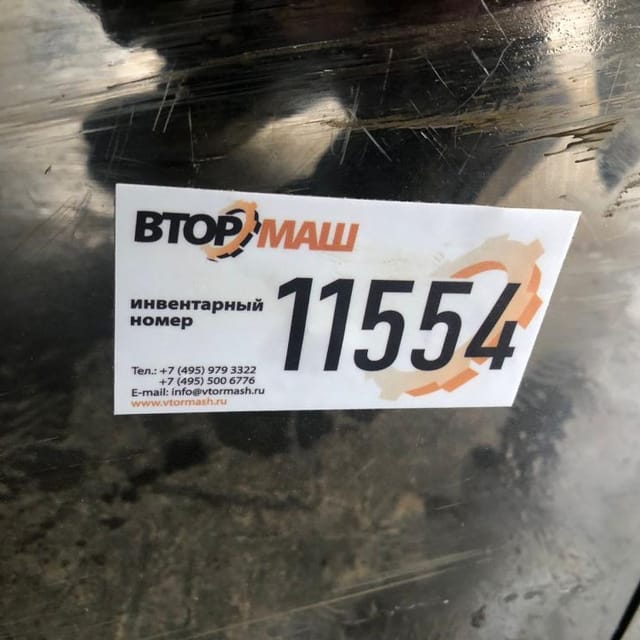 ВТОРМАШ
инвентарный
номер
11554
Тел.: +7 (495) 979 3322
+7 (495) 500 6776
E-mail: info@vtormash.ru
www.vtormash.ru